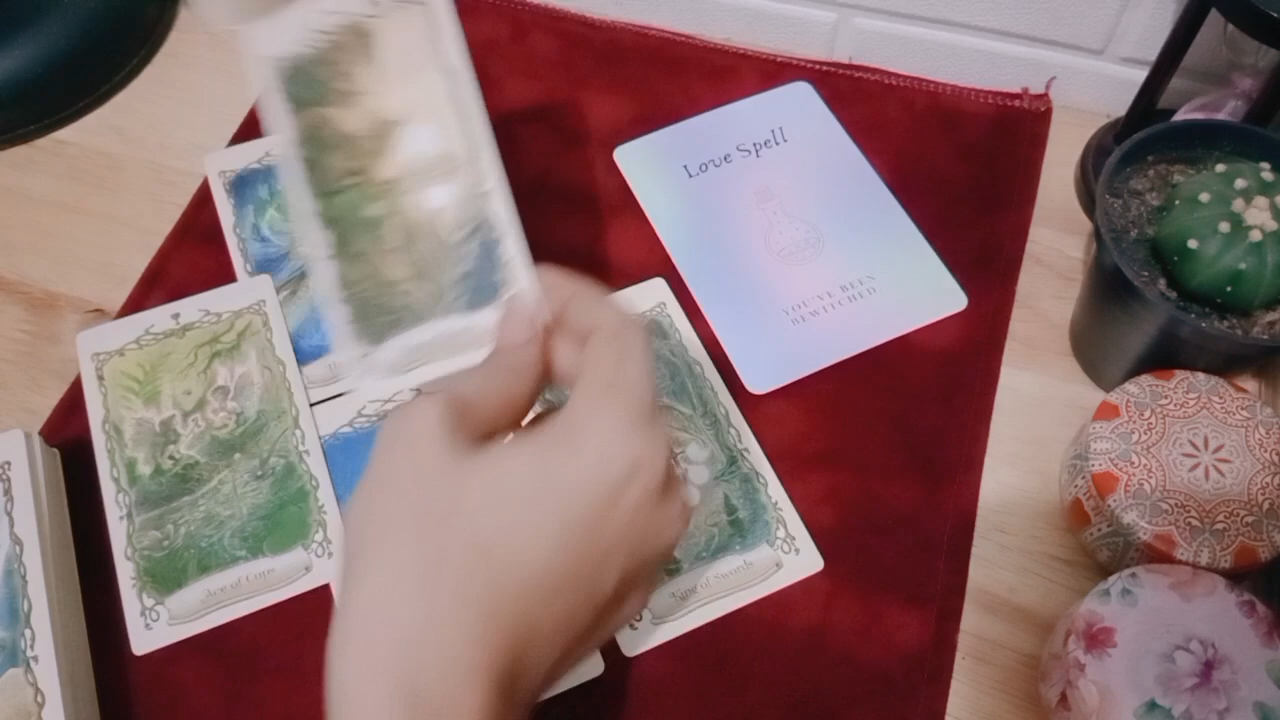 Love Spell
YOU'VE BEEN
BEWITCHED
Ace of Cups
King of Swords